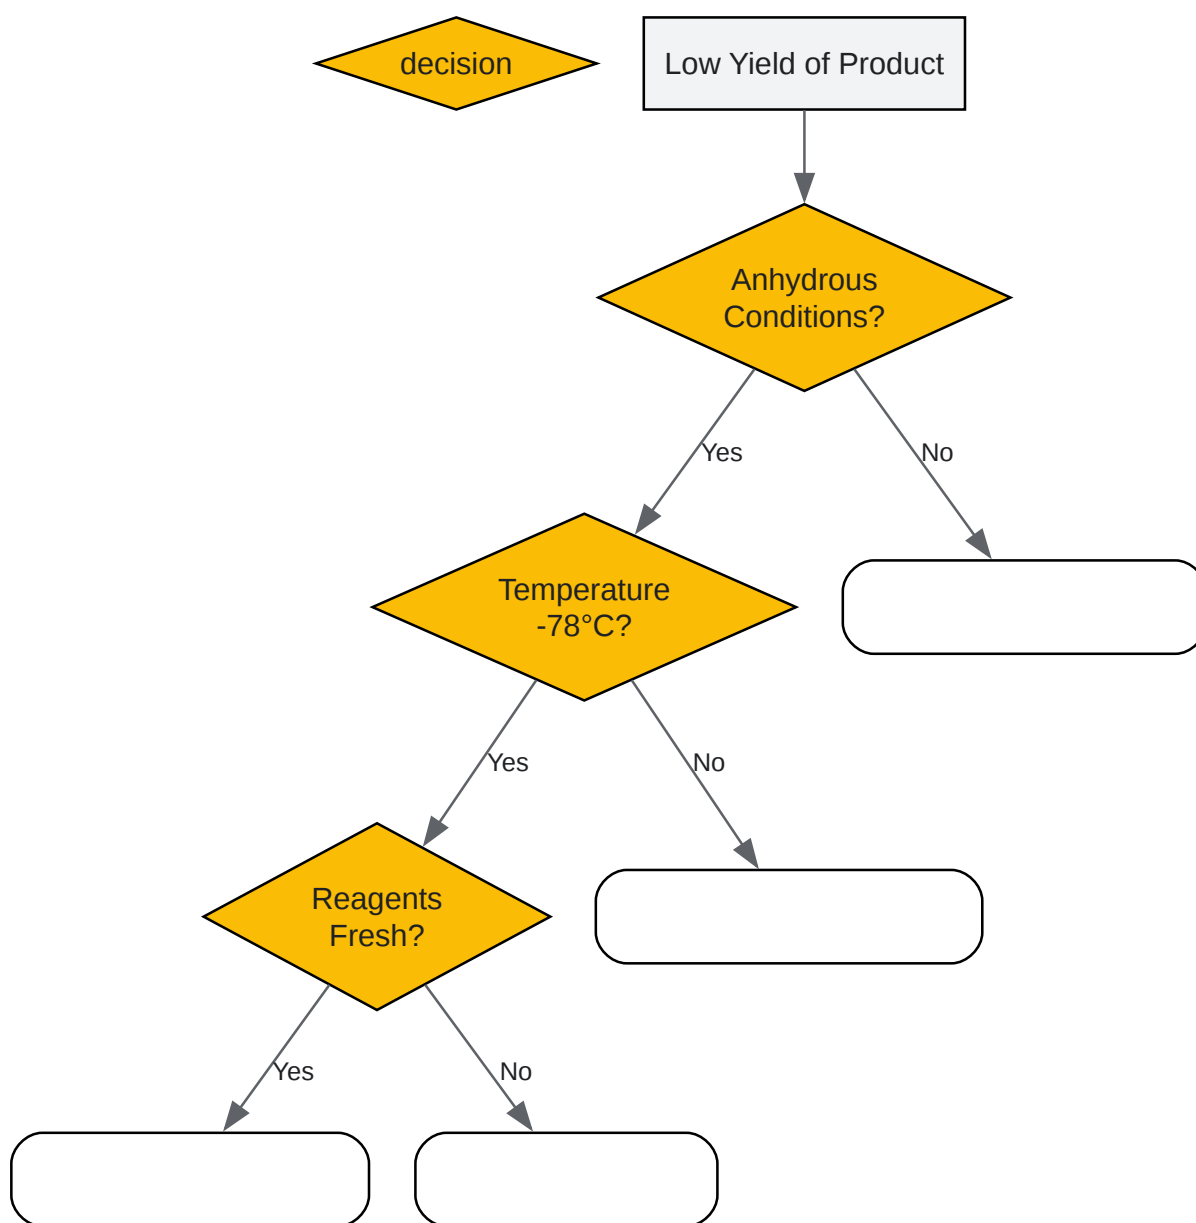 decision
Low Yield of Product
Anhydrous
Conditions?
Yes
No
Temperature
-78°C?
Yes
No
Reagents
Fresh?
Yes
No